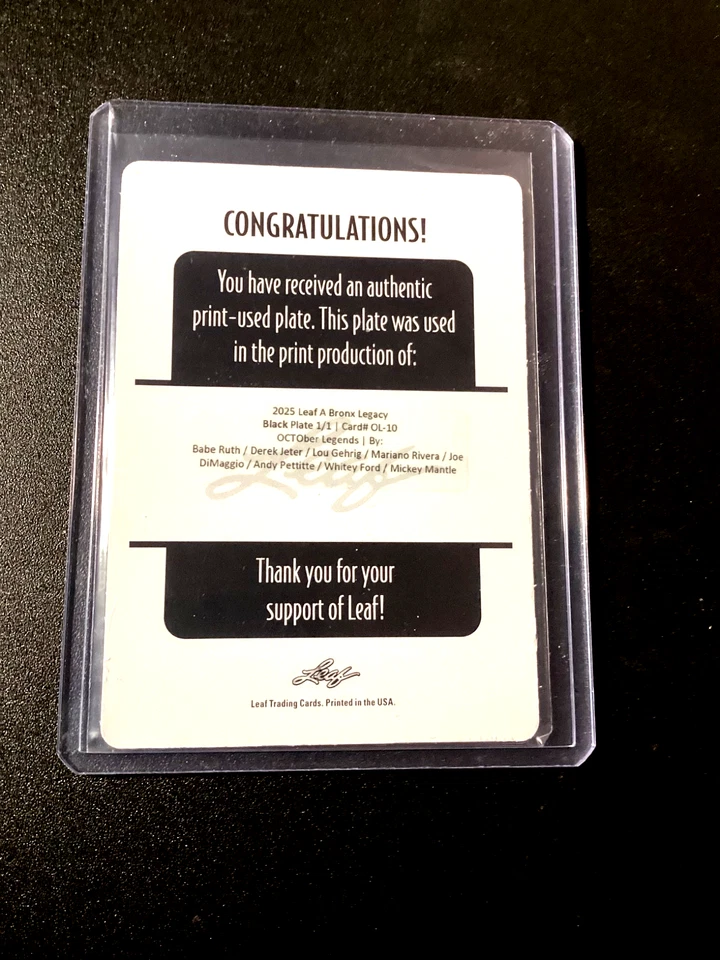 CONGRATULATIONS!
You have received an authentic
print-used plate. This plate was used
in the print production of:
2025 Leaf A Bronx Legacy
Black Plate 1/1 | Card# OL-10
OCTOber Legends | By:
Babe Ruth / Derek Jeter / Lou Gehrig / Mariano Rivera / Joe
DiMaggio / Andy Pettitte / Whitey Ford / Mickey Mantle
Leaf
Thank you for your
support of Leaf!
Leaf
Leaf Trading Cards. Printed in the USA.